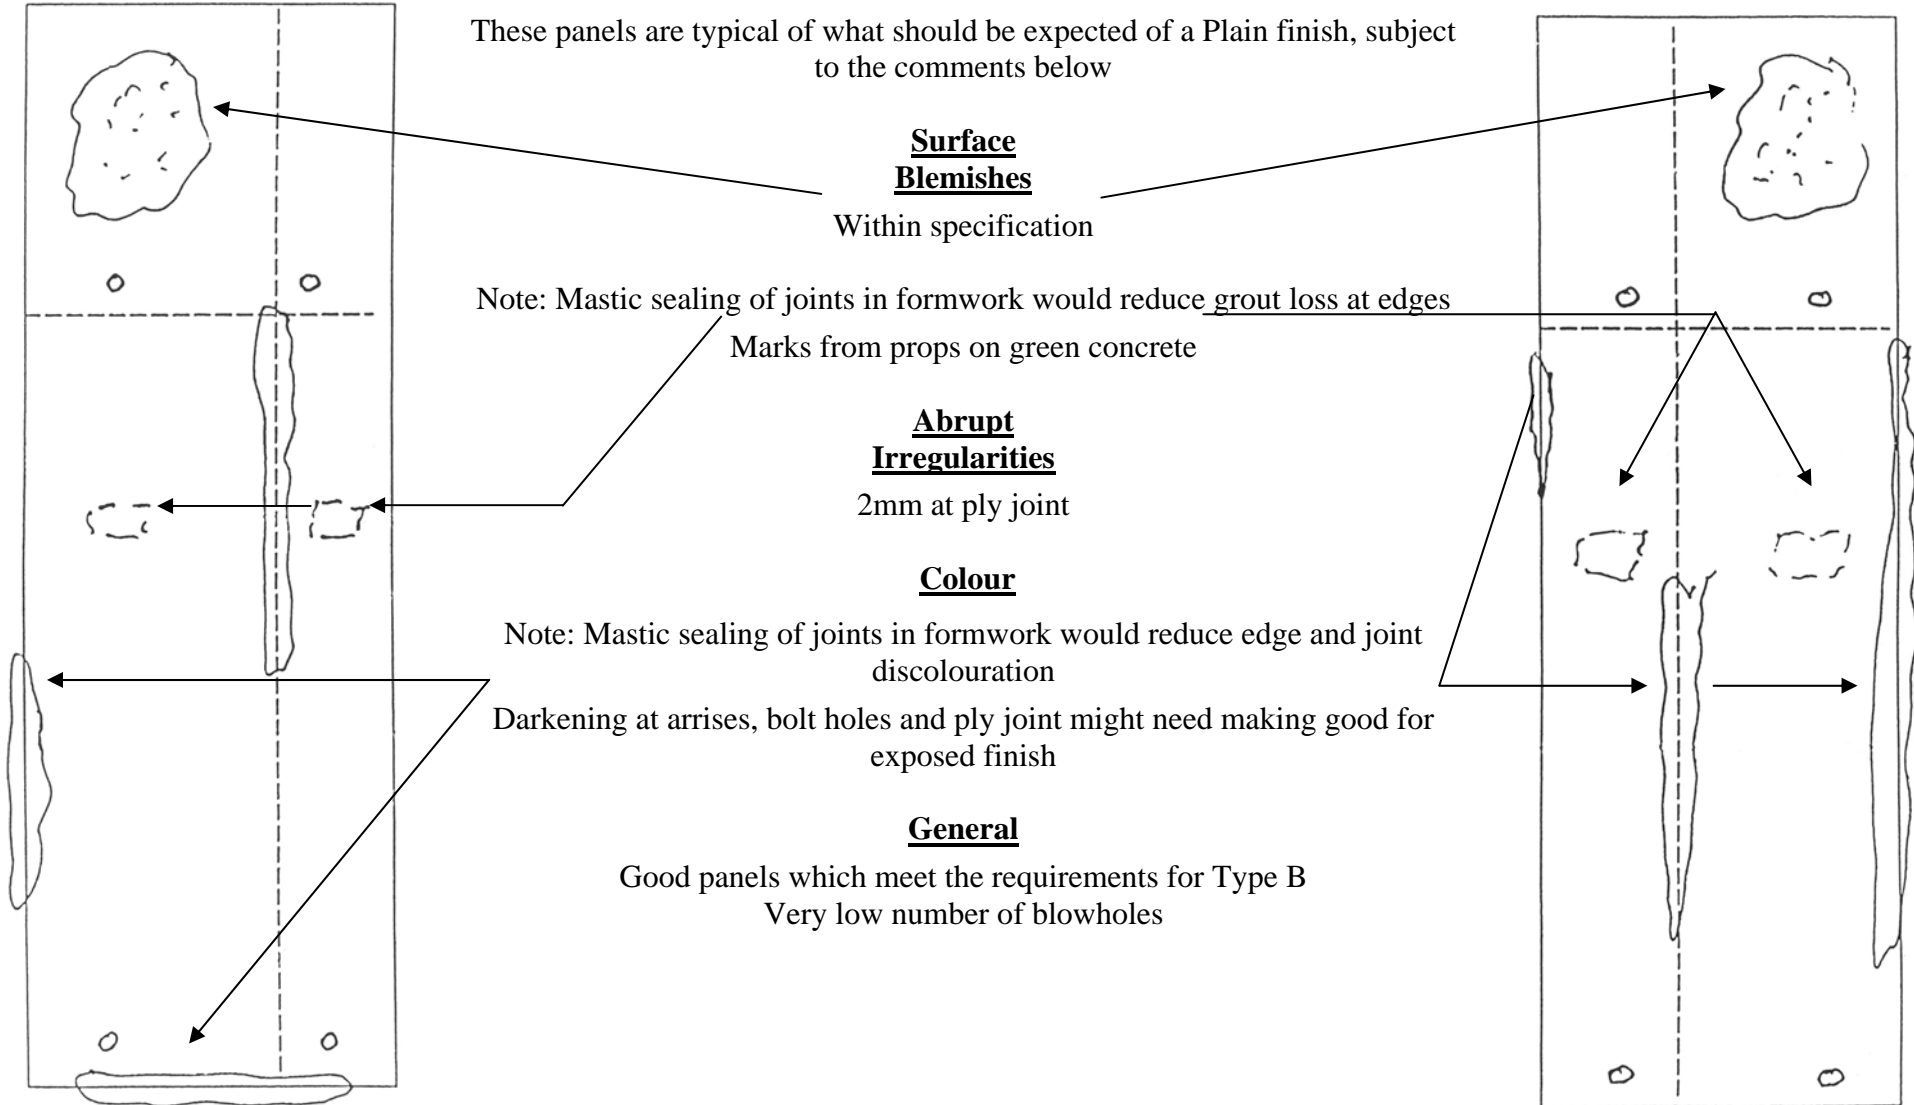 These panels are typical of what should be expected of a Plain finish, subject
to the comments below
Surface
Blemishes
Within specification
Note: Mastic sealing of joints in formwork would reduce grout loss at edges
Marks from props on green concrete
Abrupt
Irregularities
2mm at ply joint
Colour
Note: Mastic sealing of joints in formwork would reduce edge and joint
discolouration
Darkening at arrises, bolt holes and ply joint might need making good for
exposed finish
General
Good panels which meet the requirements for Type B
Very low number of blowholes